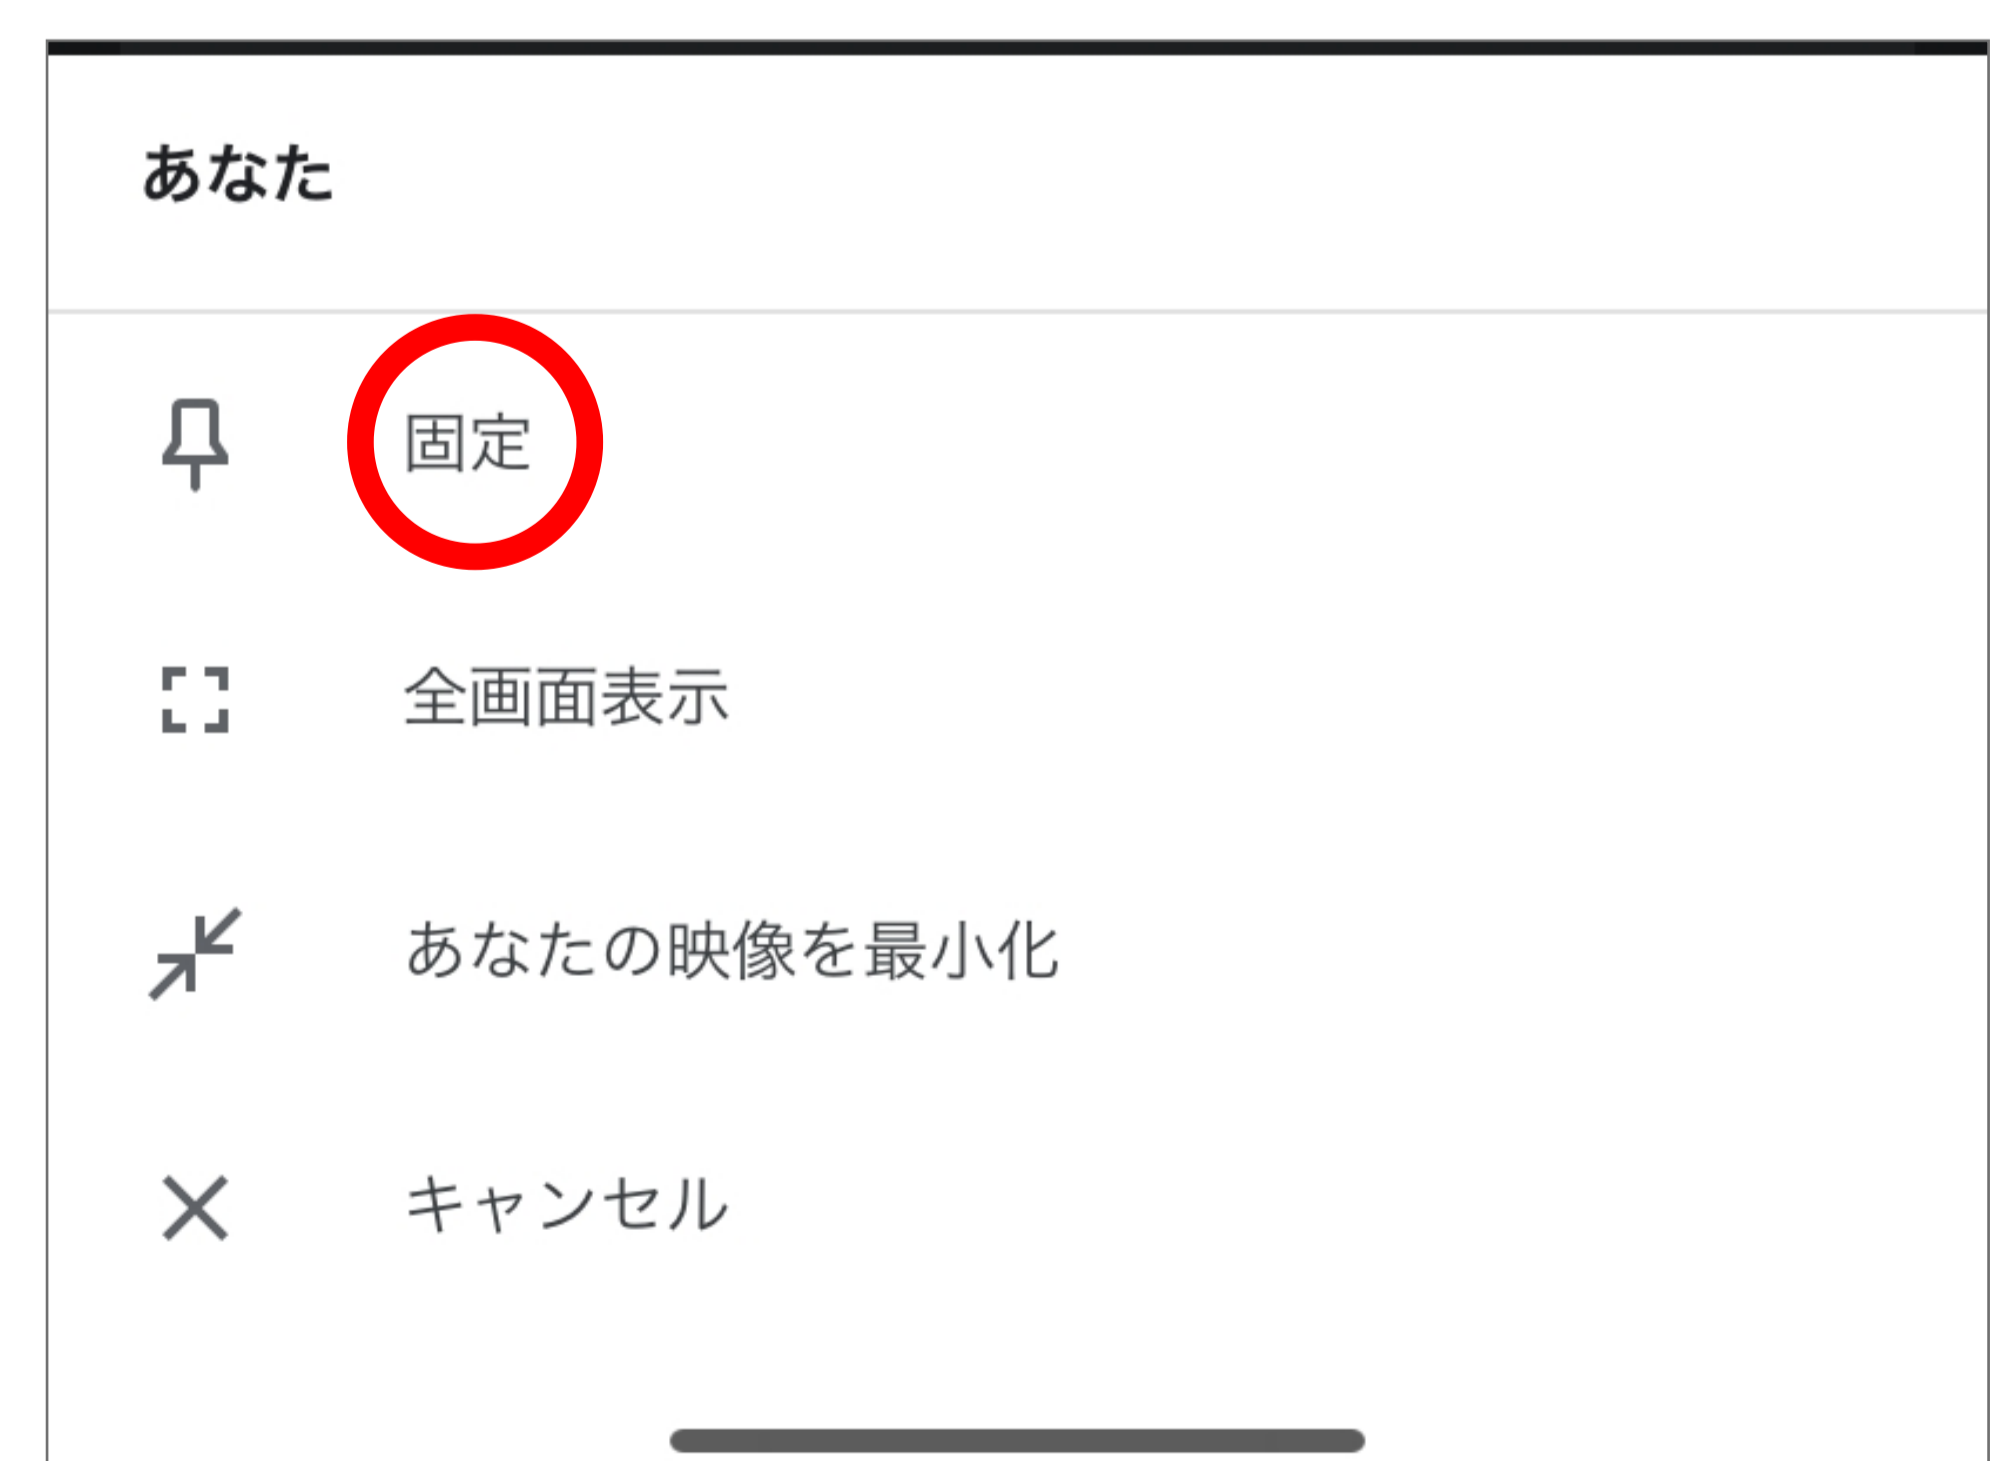 あなた
固定
全画面表示
あなたの映像を最小化
キャンセル